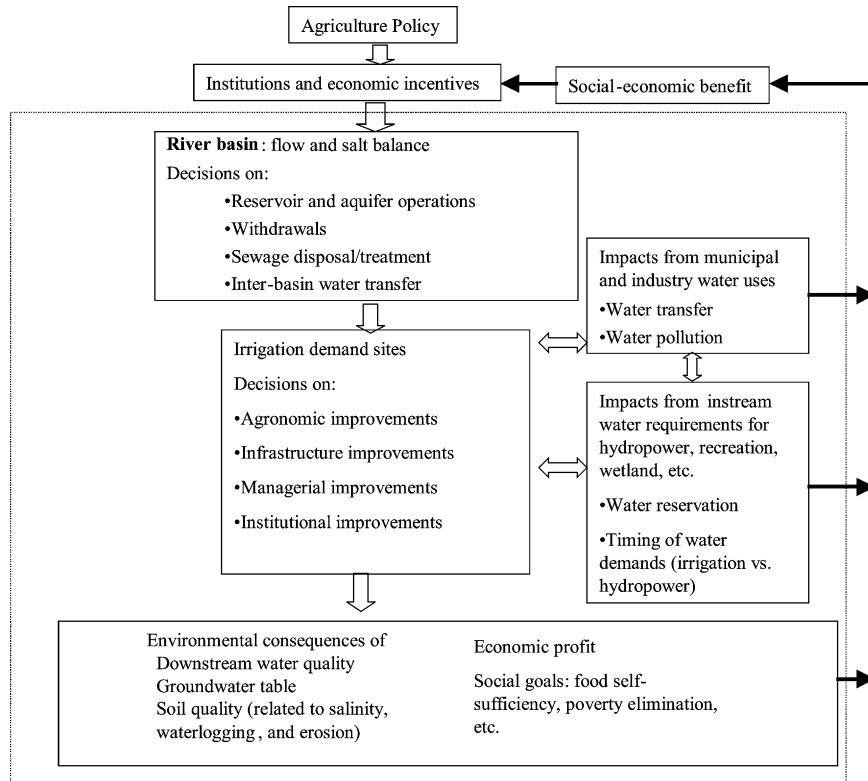 Agriculture Policy
Institutions and economic incentives
Social-economic benefit
River basin: flow and salt balance
Decisions on:
•Reservoir and aquifer operations
•Withdrawals
•Sewage disposal/treatment
•Inter-basin water transfer
Impacts from municipal
and industry water uses
•Water transfer
•Water pollution
Irrigation demand sites
Decisions on:
•Agronomic improvements
•Infrastructure improvements
•Managerial improvements
•Institutional improvements
Impacts from instream
water requirements for
hydropower, recreation,
wetland, etc.
•Water reservation
•Timing of water
demands (irrigation vs.
hydropower)
Environmental consequences of
Downstream water quality
Groundwater table
Soil quality (related to salinity,
waterlogging, and erosion)
Economic profit
Social goals: food self-
sufficiency, poverty elimination,
etc.